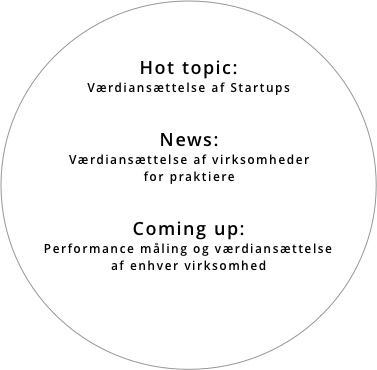 Hot topic:
Værdiansættelse af Startups
News:
Værdiansættelse af virksomheder
for praktiere
Coming up:
Performance måling og værdiansættelse
af enhver virksomhed